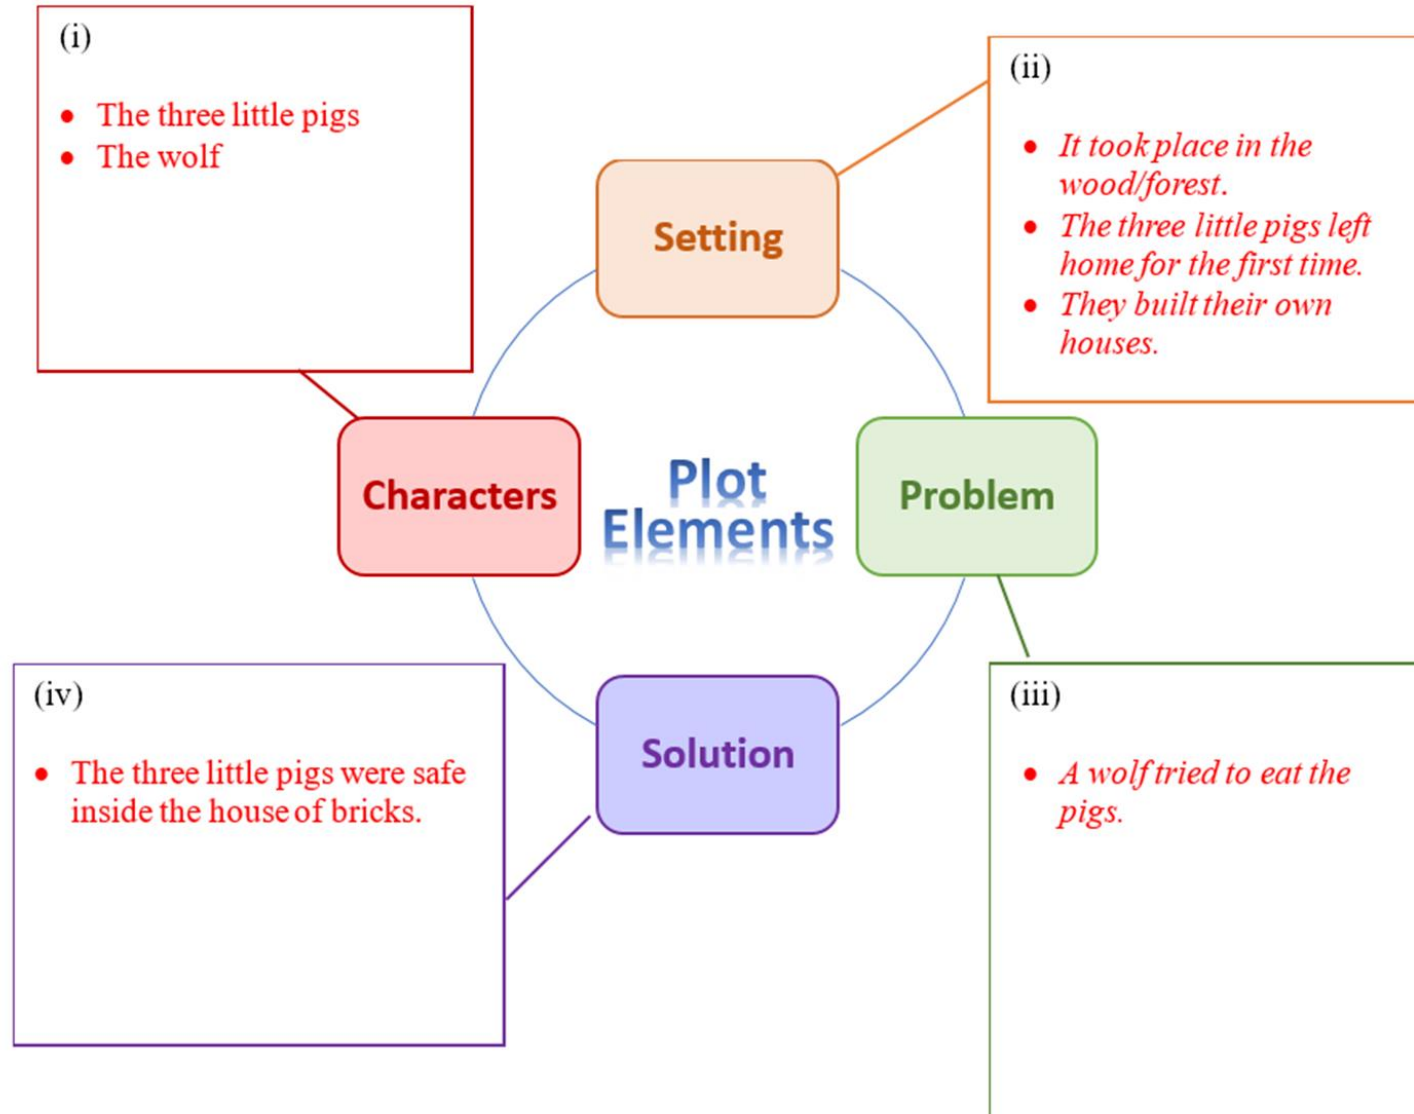 (i)
• The three little pigs
• The wolf
(ii)
• It took place in the
wood/forest.
• The three little pigs left
home for the first time.
• They built their own
houses.
Setting
Characters
Plot
Elements
Problem
Solution
(iv)
• The three little pigs were safe
inside the house of bricks.
(iii)
• A wolf tried to eat the
pigs.